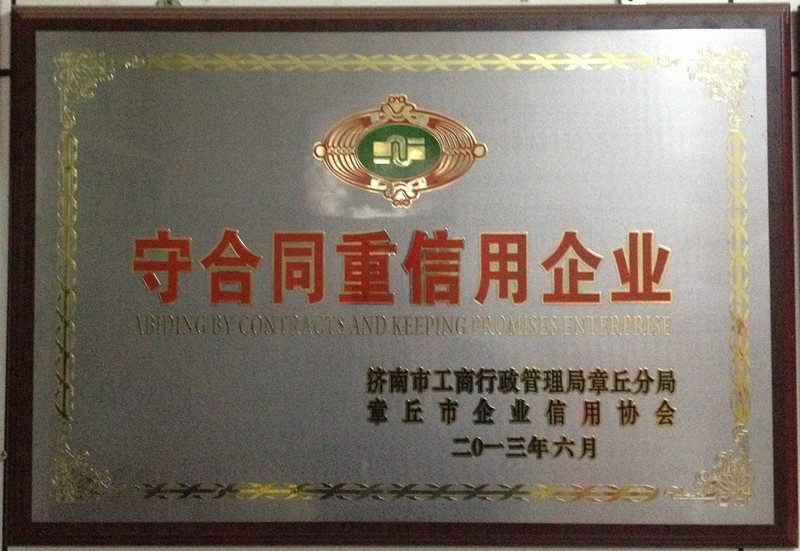 守合同重信用企业
ABIDING BY CONTRACTS AND KEEPING PROMISES ENTERPRISE
济南市工商行政管理局章丘分局
章丘市企业信用协会
二0一三年六月